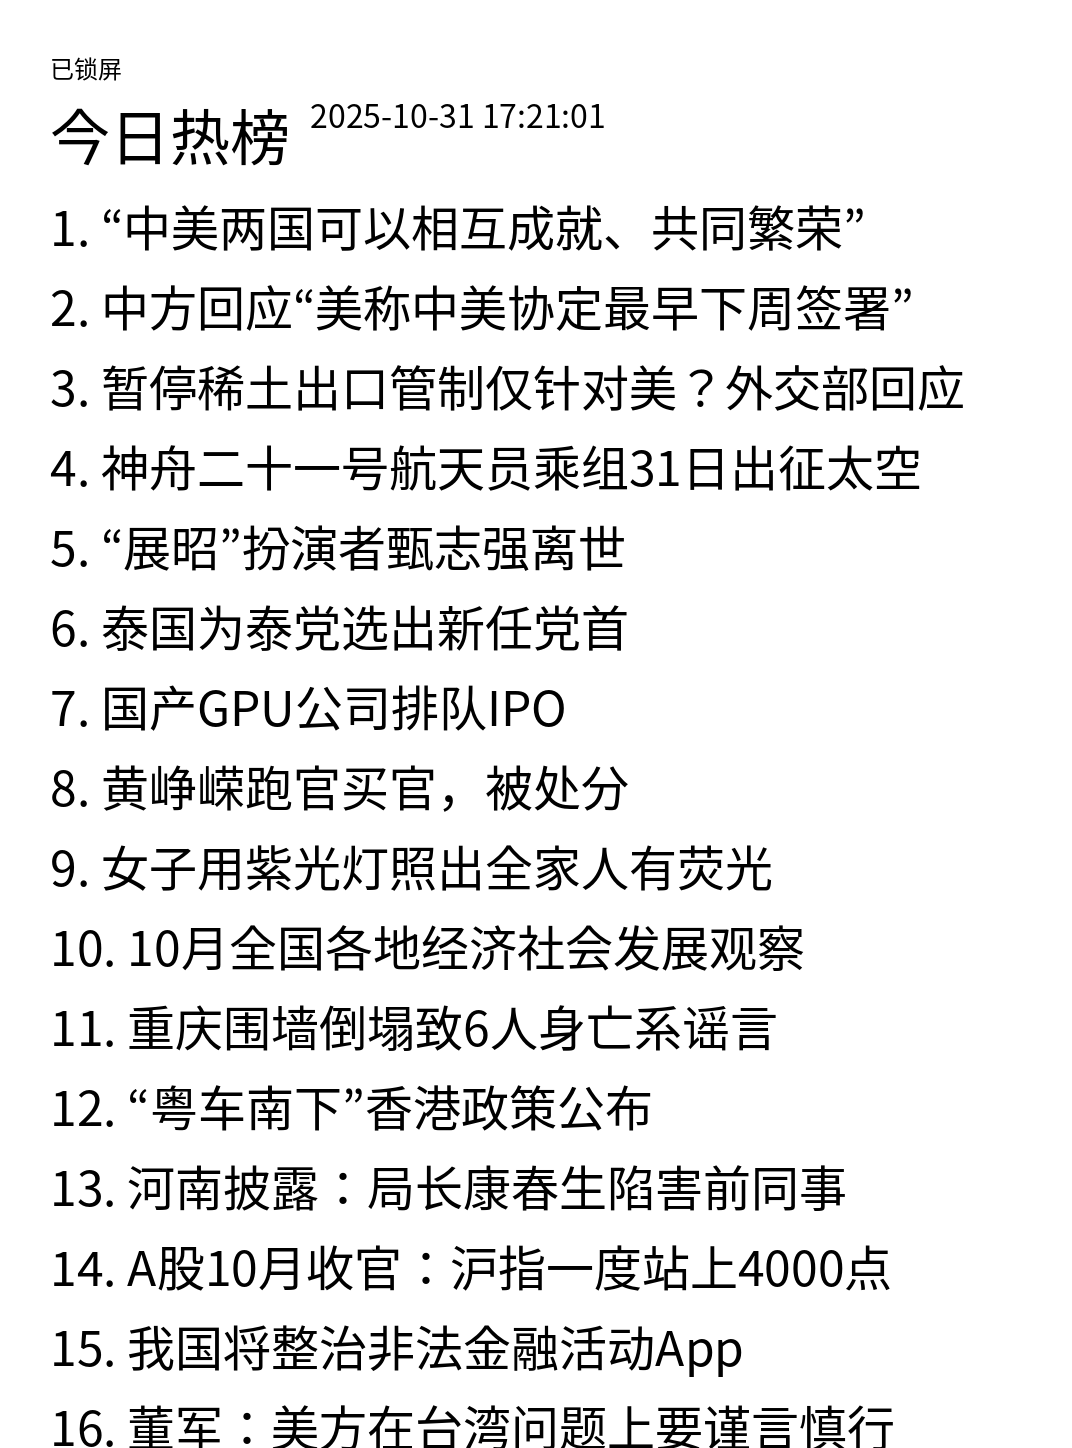 已锁屏
今日热榜 2025-10-31 17:21:01
1. “中美两国可以相互成就、共同繁荣”
2. 中方回应“美称中美协定最早下周签署”
3. 暂停稀土出口管制仅针对美？外交部回应
4. 神舟二十一号航天员乘组31日出征太空
5. “展昭”扮演者甄志强离世
6. 泰国为泰党选出新任党首
7. 国产GPU公司排队IPO
8. 黄峥嵘跑官买官，被处分
9. 女子用紫光灯照出全家人有荧光
10. 10月全国各地经济社会发展观察
11. 重庆围墙倒塌致6人身亡系谣言
12. “粤车南下”香港政策公布
13. 河南披露：局长康春生陷害前同事
14. A股10月收官：沪指一度站上4000点
15. 我国将整治非法金融活动App
16. 董军：美方在台湾问题上要谨言慎行